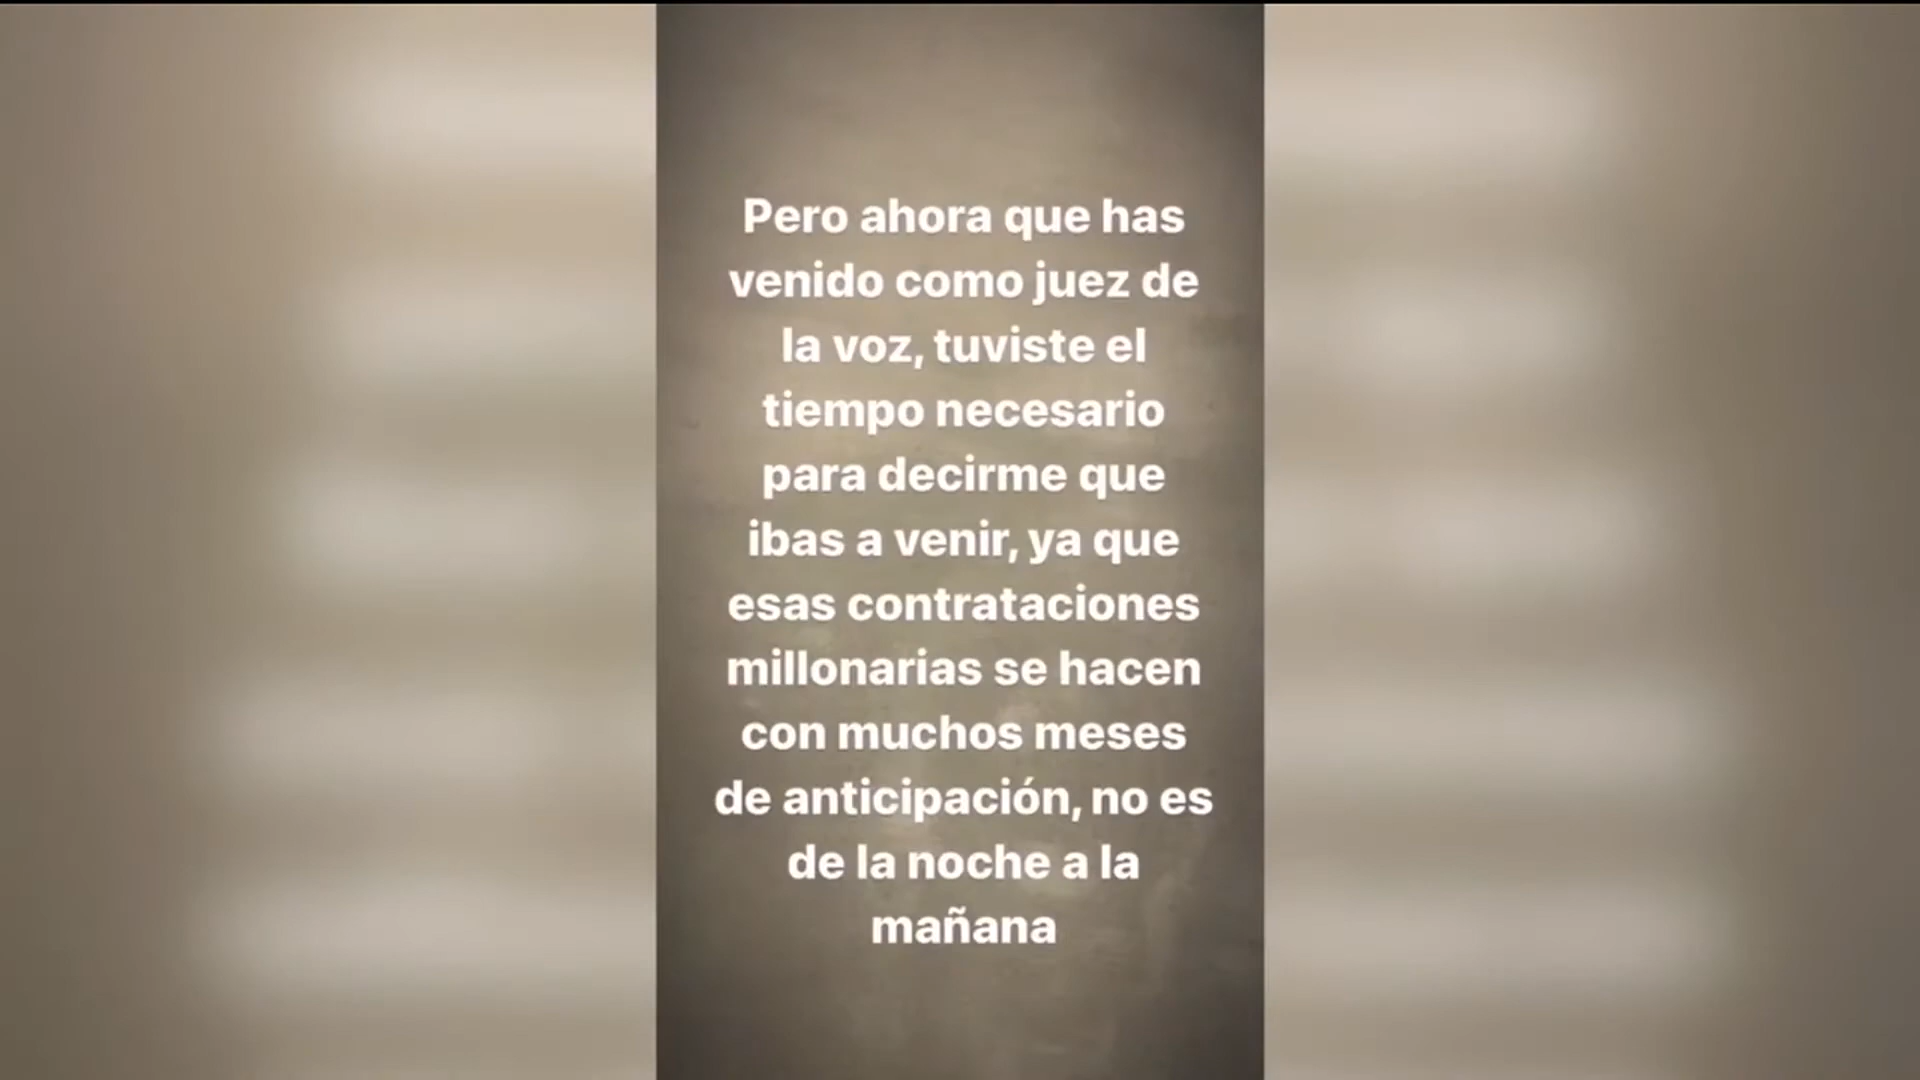 Pero ahora que has
venido como juez de
la voz, tuviste el
tiempo necesario
para decirme que
ibas a venir, ya que
esas contrataciones
millonarias se hacen
con muchos meses
de anticipación, no es
de la noche a la
mañana